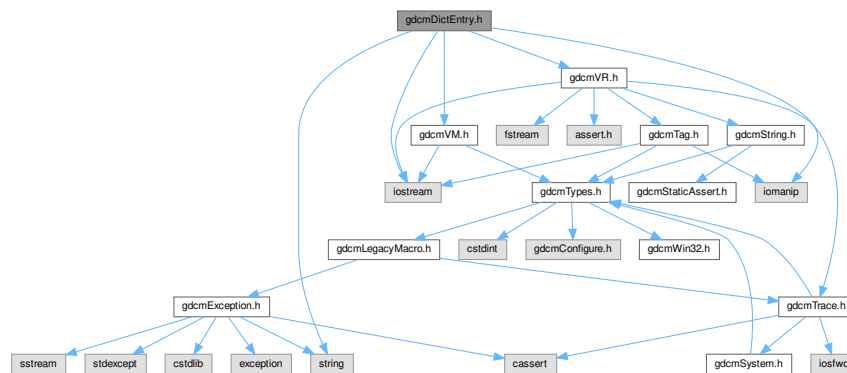 gdcmDictEntry.h
gdcmVR.h
gdcmVM.h
fstream
assert.h
gdcmTag.h
gdcmString.h
iostream
gdcmTypes.h
gdcmStaticAssert.h
iomanip
gdcmLegacyMacro.h
cstdint
gdcmConfigure.h
gdcmWin32.h
gdcmException.h
gdcmTrace.h
sstream
stdexcept
cstdlib
exception
string
cassert
gdcmSystem.h